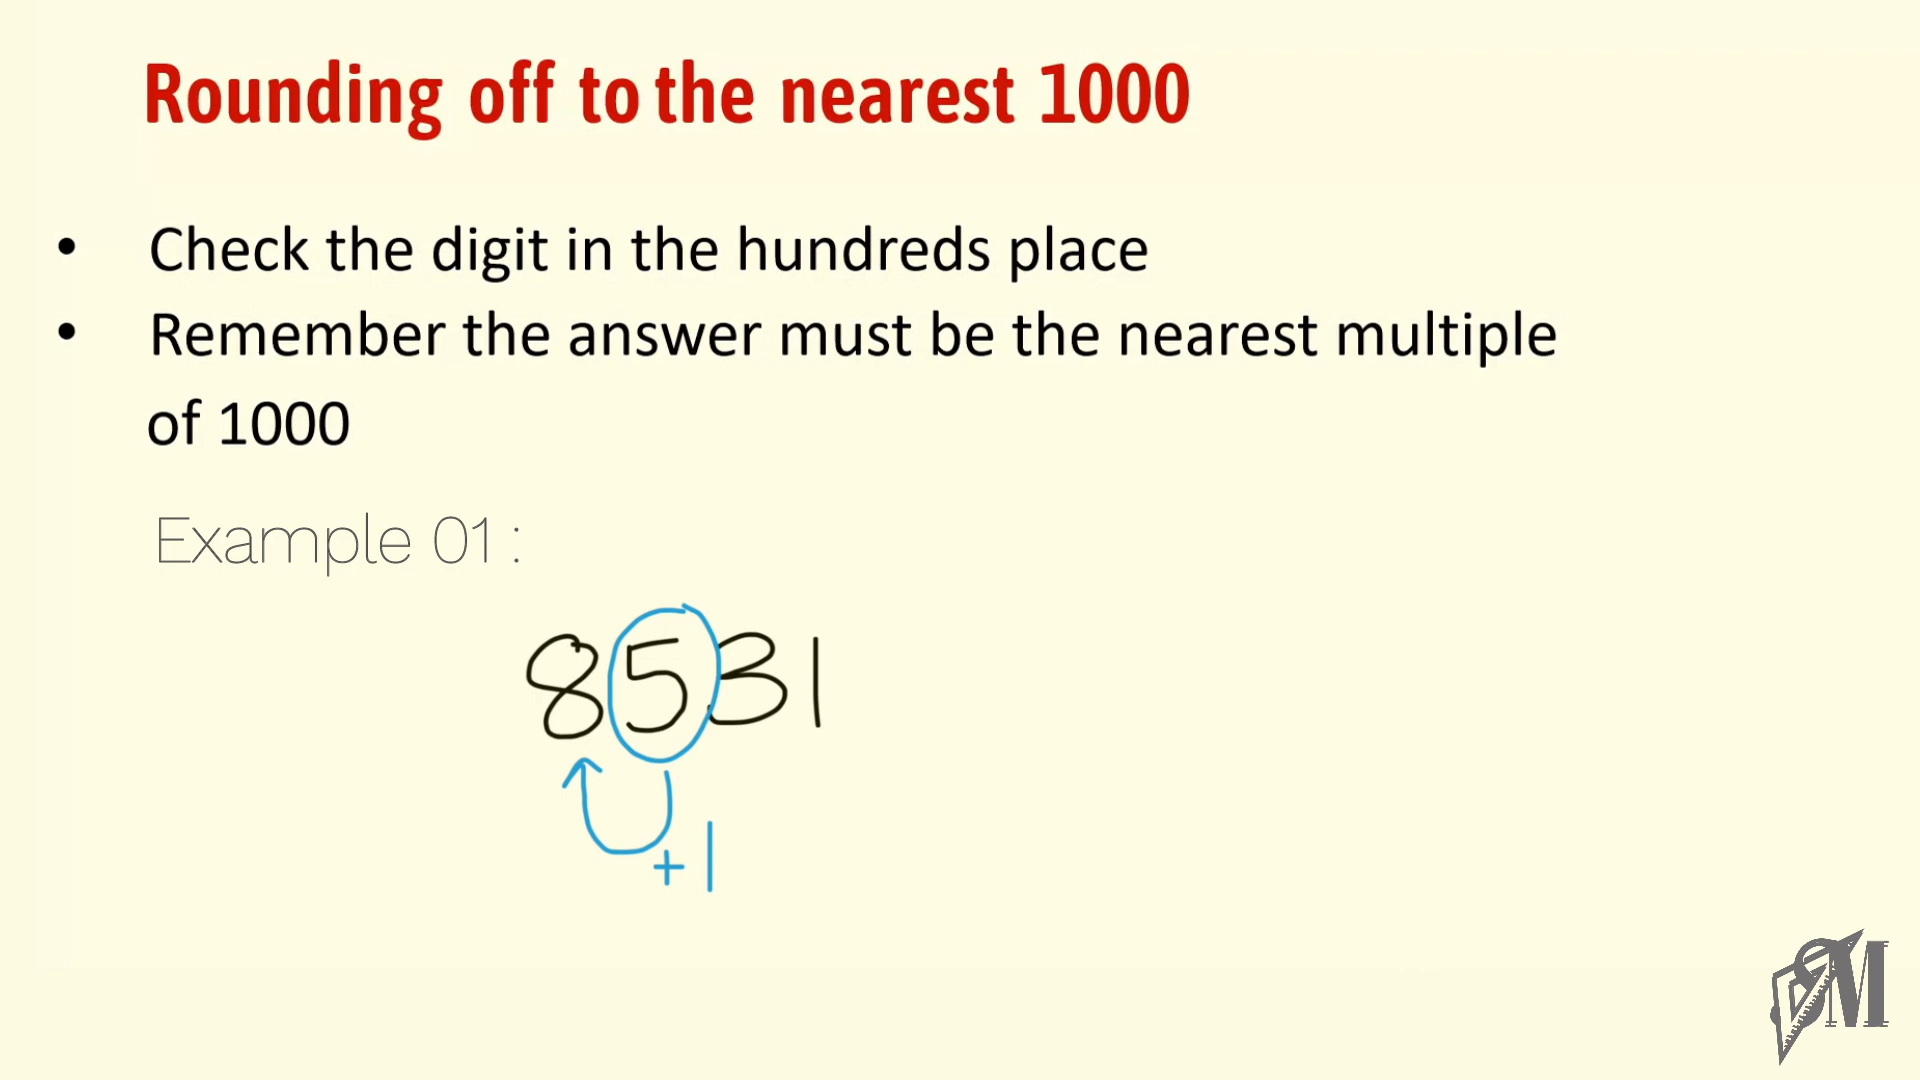 Rounding off to the nearest 1000
• Check the digit in the hundreds place
• Remember the answer must be the nearest multiple
of 1000
Example 01 :
8531
+1
SM